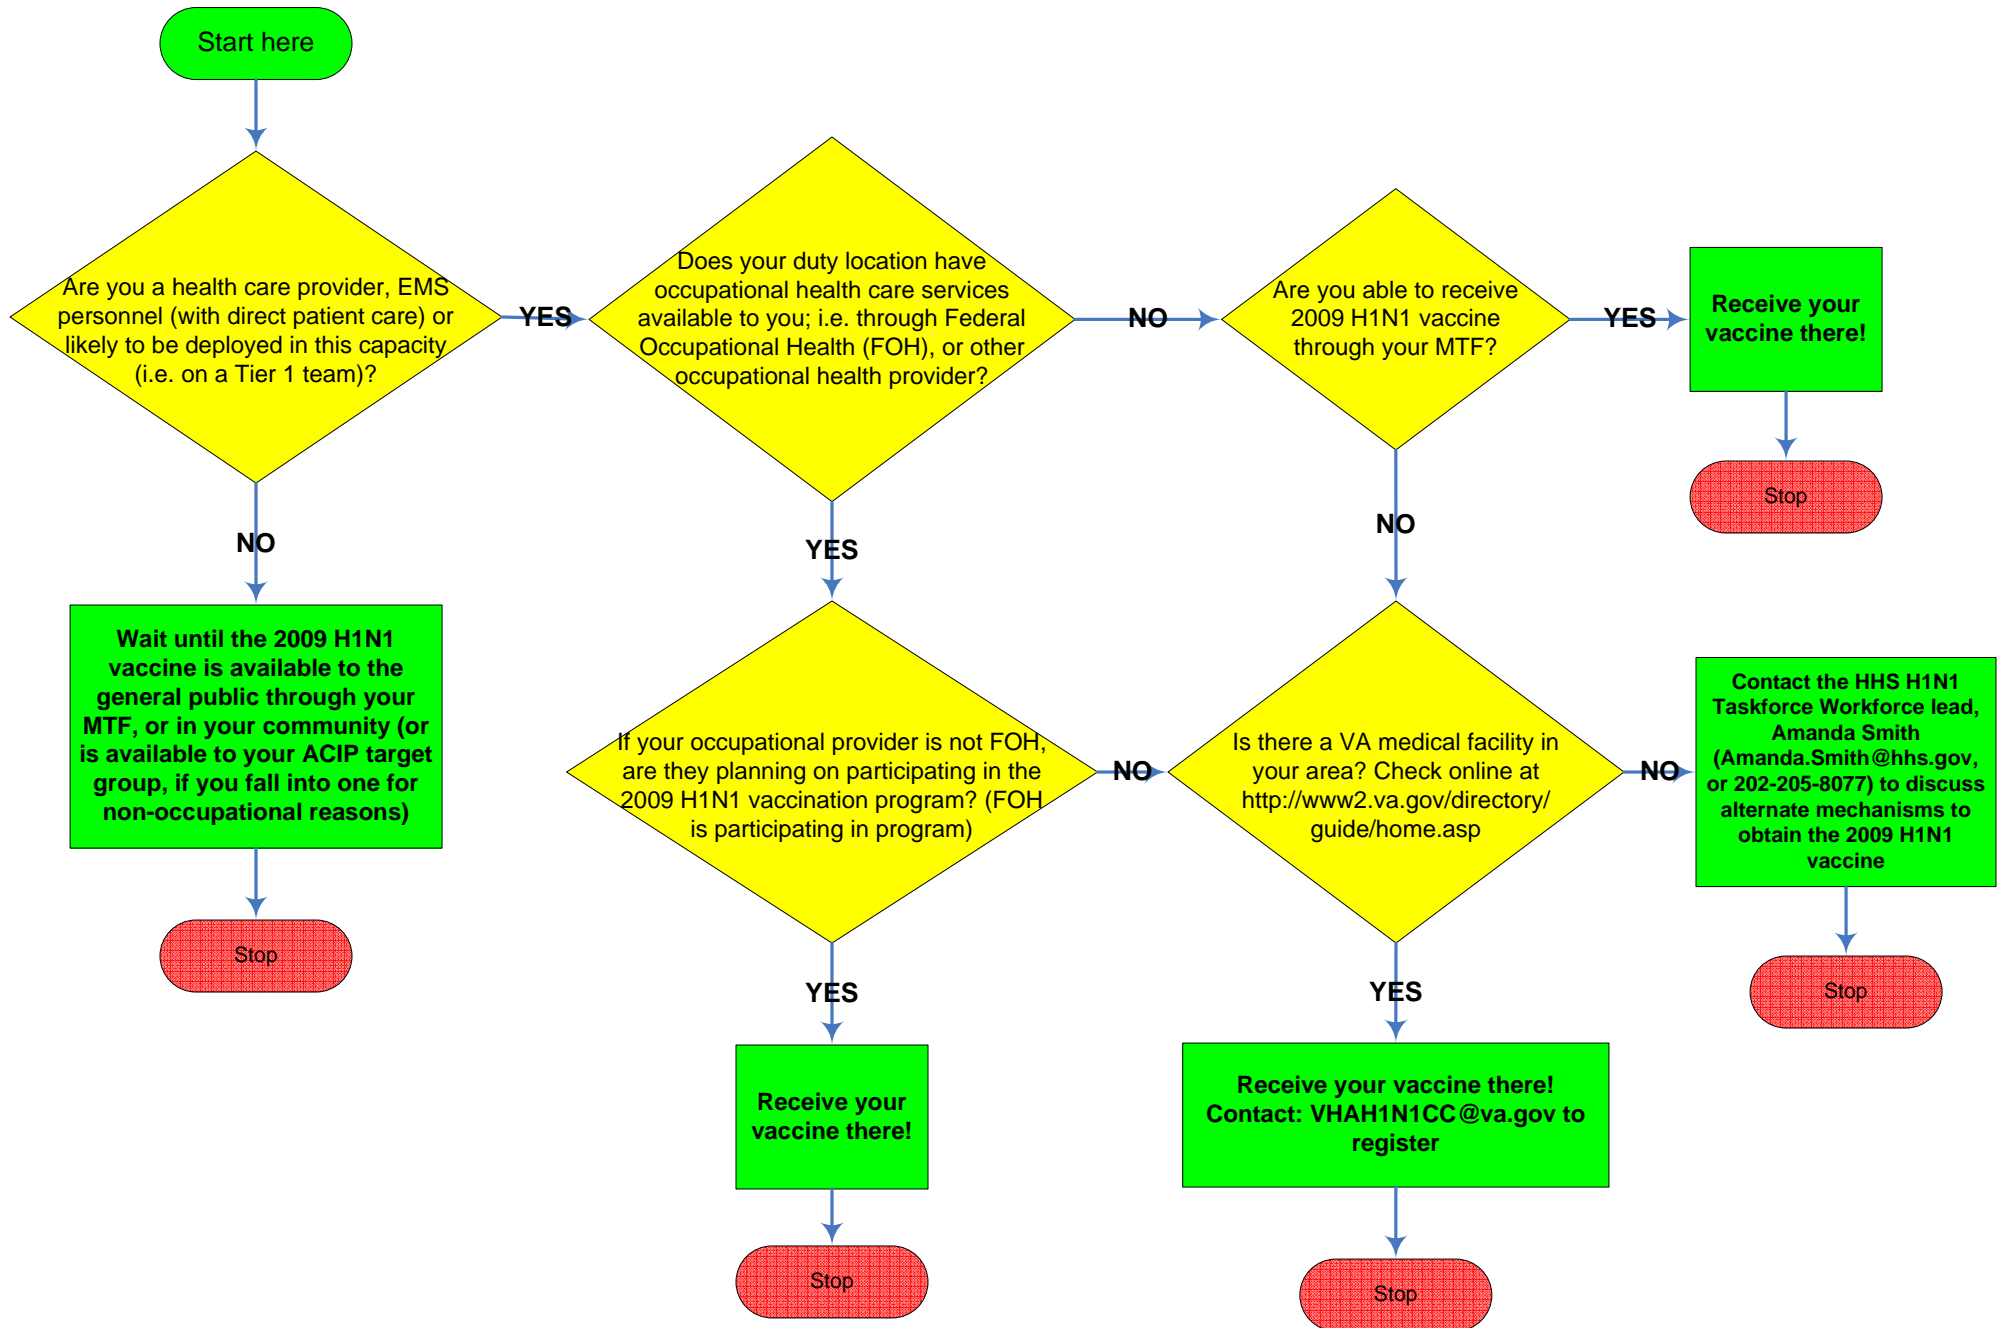 Start here
Are you a health care provider, EMS
personnel (with direct patient care) or
likely to be deployed in this capacity
(i.e. on a Tier 1 team)?
YES
Does your duty location have
occupational health care services
available to you; i.e. through Federal
Occupational Health (FOH), or other
occupational health provider?
NO
Are you able to receive
2009 H1N1 vaccine
through your MTF?
YES
Receive your
vaccine there!
Stop
NO
YES
NO
Wait until the 2009 H1N1
vaccine is available to the
general public through your
MTF, or in your community (or
is available to your ACIP target
group, if you fall into one for
non-occupational reasons)
Stop
If your occupational provider is not FOH,
are they planning on participating in the
2009 H1N1 vaccination program? (FOH
is participating in program)
NO
Is there a VA medical facility in
your area? Check online at
http://www2.va.gov/directory/
guide/home.asp
NO
Contact the HHS H1N1
Taskforce Workforce lead,
Amanda Smith
(Amanda.Smith@hhs.gov,
or 202-205-8077) to discuss
alternate mechanisms to
obtain the 2009 H1N1
vaccine
Stop
YES
YES
Receive your
vaccine there!
Stop
Receive your vaccine there!
Contact: VHAH1N1CC@va.gov to
register
Stop